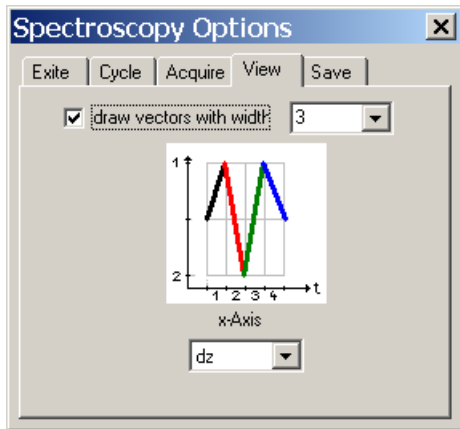 Spectroscopy Options
Exite Cycle Acquire View Save
draw vectors with width 3
1
2
1 2 3 4 t
x-Axis
dz